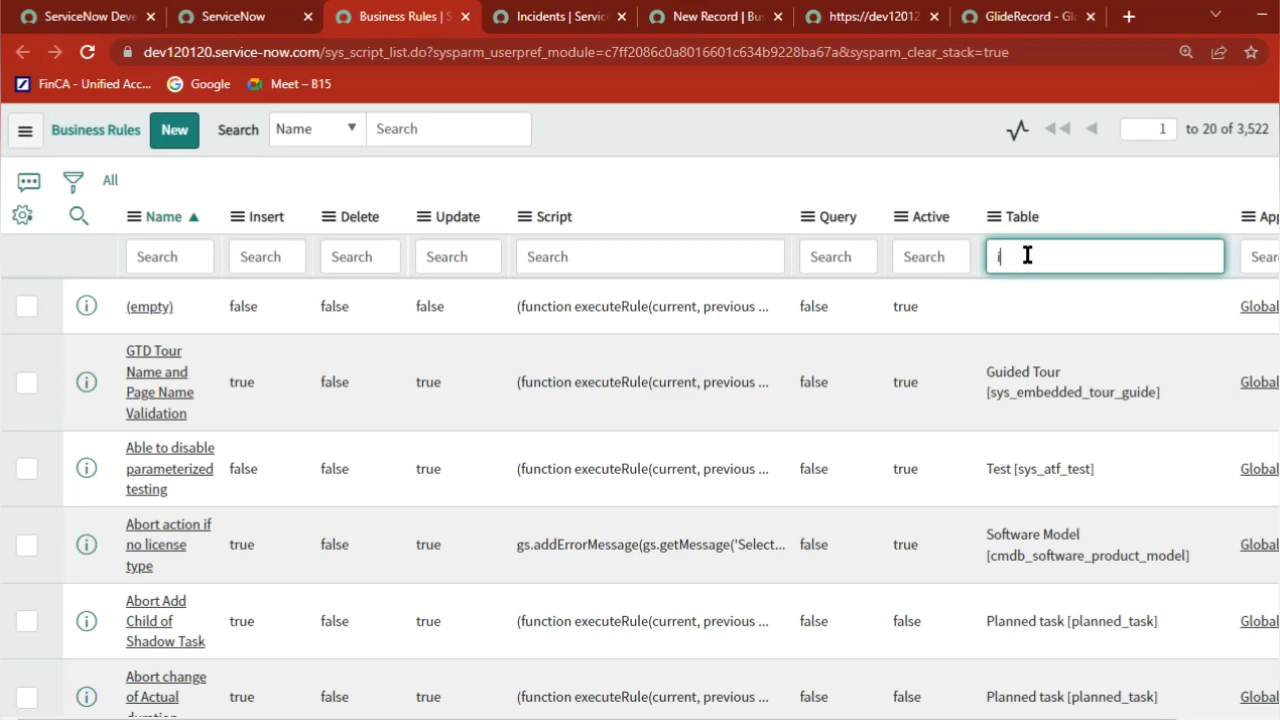 ServiceNow Deve
ServiceNow
Business Rules | S
Incidents | Servic
New Record | Bu
https://dev12012
GlideRecord - Gl
dev120120.service-now.com/sys_script_list.do?sysparm_userpref_module=c7ff2086c0a8016601c634b9228ba67a&sysparm_clear_stack=true
FinCA - Unified Acc...
Google
Meet – B15
Business Rules
New
Search
Name
Search
1
to 20 of 3,522
All
Name
Insert
Delete
Update
Script
Query
Active
Table
App
Search
Search
Search
Search
Search
Search
Search
i
Sear
(empty)
false
false
false
(function executeRule(current, previous ...
false
true
Global
GTD Tour
Name and
Page Name
Validation
true
false
true
(function executeRule(current, previous ...
false
true
Guided Tour
[sys_embedded_tour_guide]
Global
Able to disable
parameterized
testing
false
false
true
(function executeRule(current, previous ...
false
true
Test [sys_atf_test]
Global
Abort action if
no license
type
true
false
true
gs.addErrorMessage(gs.getMessage('Select...
false
true
Software Model
[cmdb_software_product_model]
Global
Abort Add
Child of
Shadow Task
true
false
true
(function executeRule(current, previous ...
false
false
Planned task [planned_task]
Global
Abort change
of Actual
duration
true
false
true
(function executeRule(current, previous ...
false
false
Planned task [planned_task]
Global